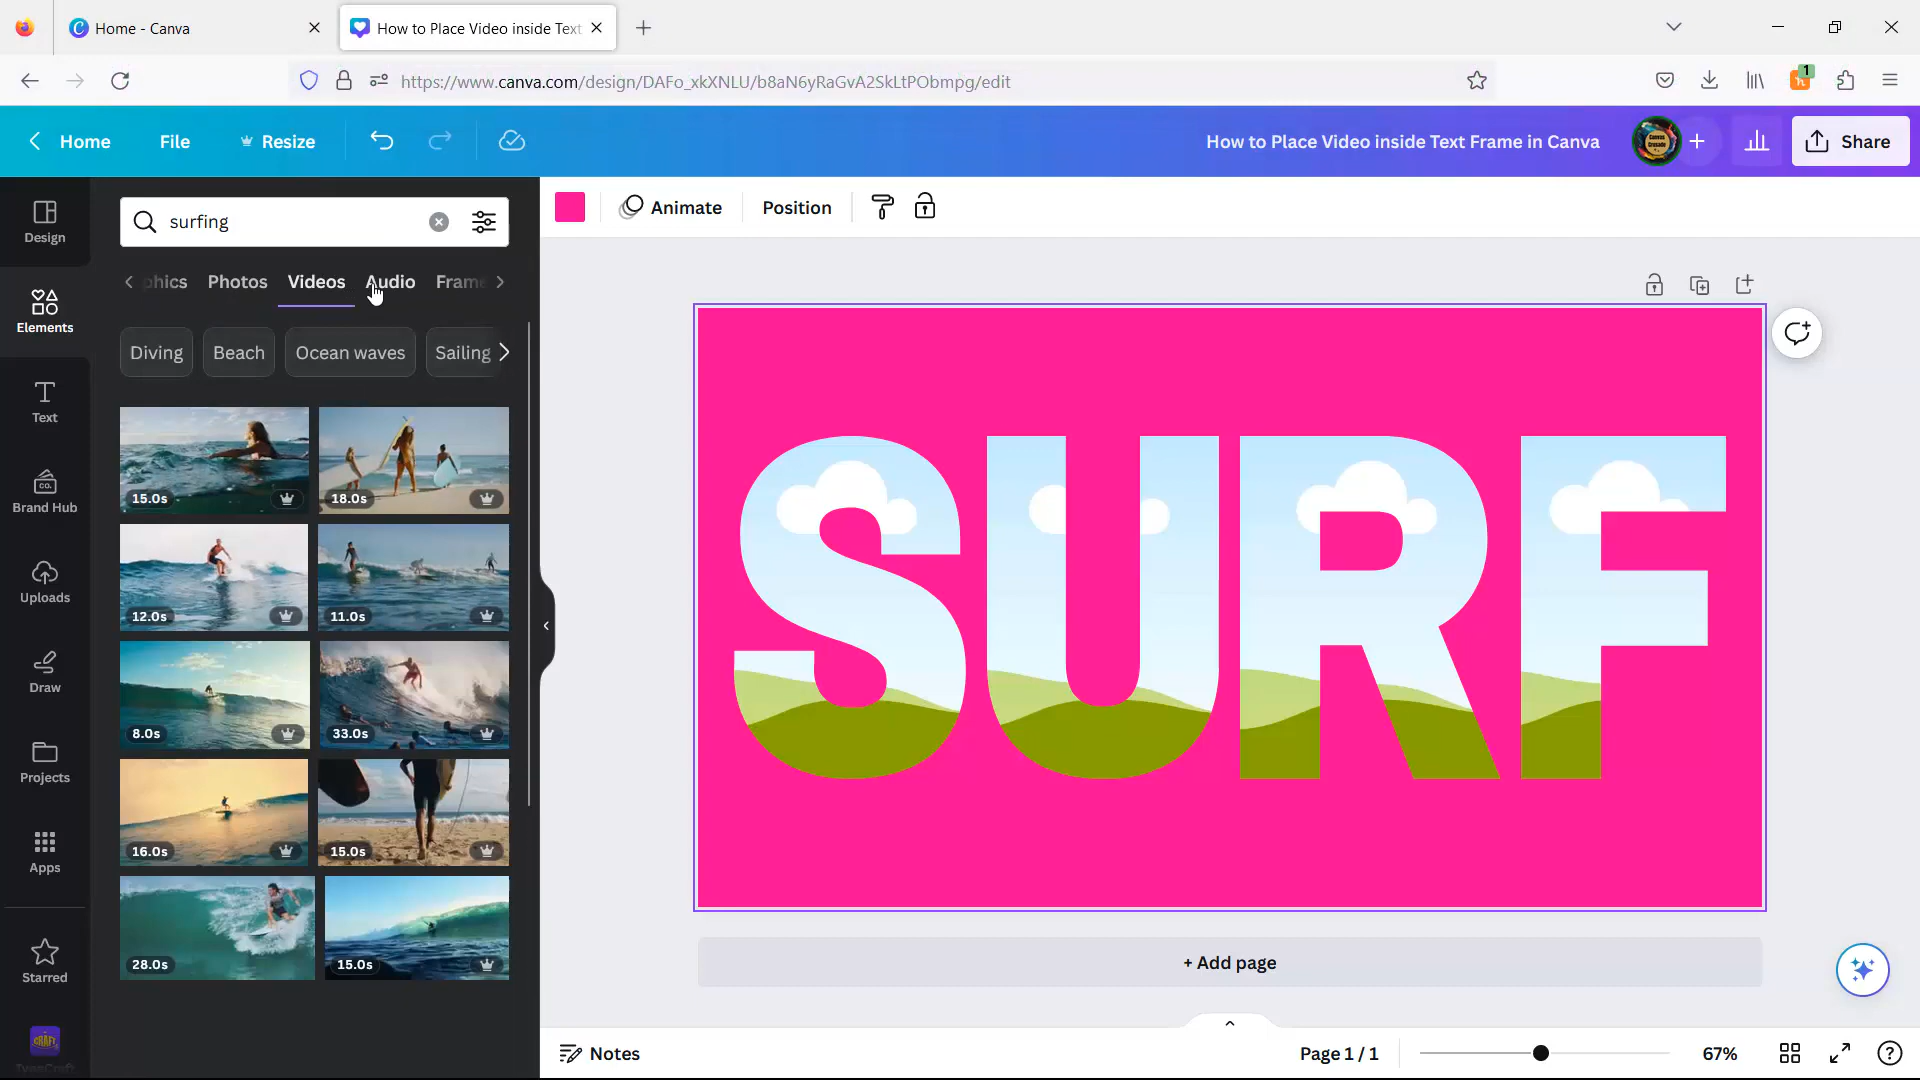 Home - Canva
How to Place Video inside Text
https://www.canva.com/design/DAFo_xkXNLU/b8aN6yRaGvA2SkLtPObmpg/edit
1
Home
File
Resize
How to Place Video inside Text Frame in Canva
Share
Design
Elements
Text
Brand Hub
CO.
Uploads
Draw
Projects
Apps
Starred
CRAFT
surfing
phics
Photos
Videos
Audio
Frame
Diving
Beach
Ocean waves
Sailing
15.0s
18.0s
12.0s
11.0s
8.0s
33.0s
16.0s
15.0s
28.0s
15.0s
Animate
Position
SURF
+ Add page
Notes
Page 1 / 1
67%